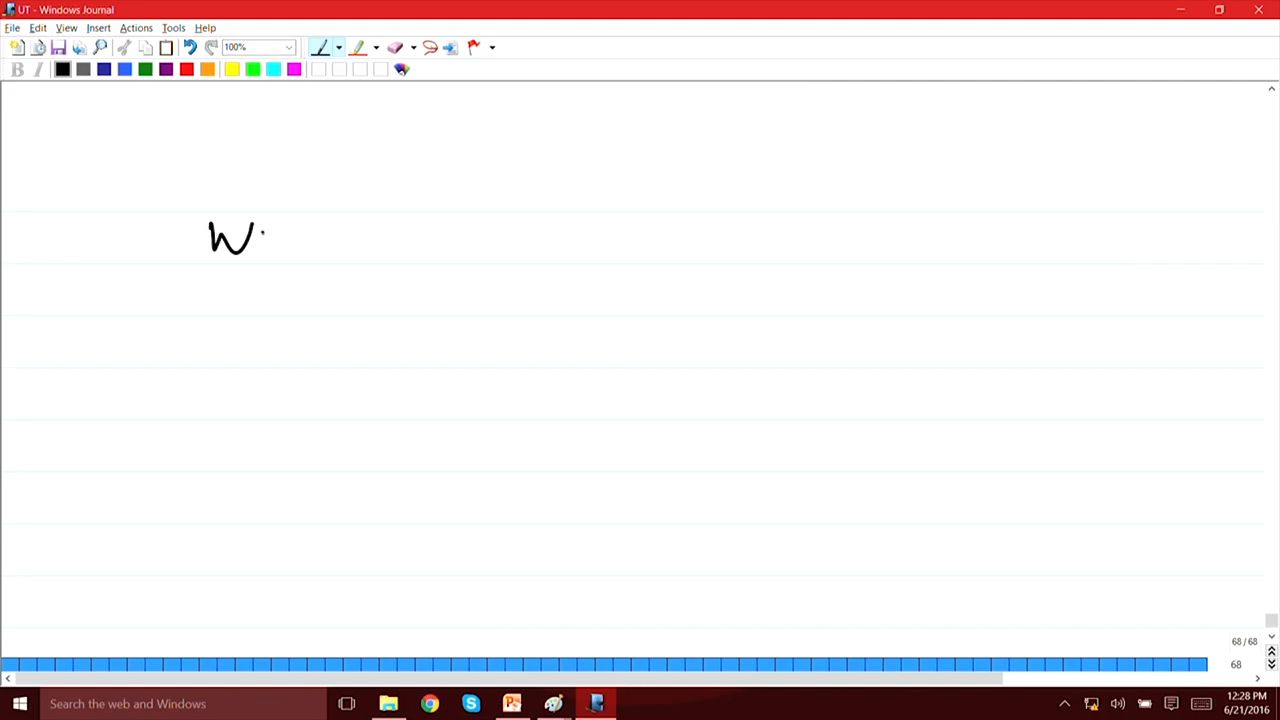 UT - Windows Journal
File Edit View Insert Actions Tools Help
100%
B I
W
68 / 68
68
Search the web and Windows
12:28 PM
6/21/2016